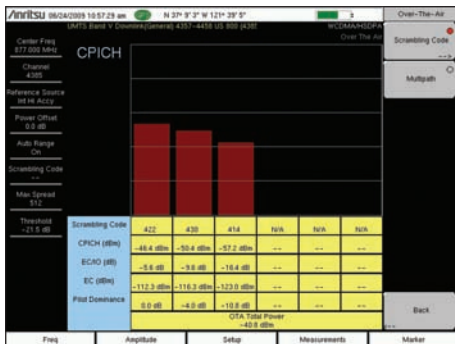 Anritsu 06/24/2009 10:57:29 am N 37° 9' 3" W 121° 39' 5"
Over-The-Air
UMTS Band V Downlink(General) 4357-4458 US 800 (438) WCDMA/HSDPA
Over The Air
Center Freq
877.000 MHz
Channel
4385
Reference Source
Int Hi Accy
Power Offset
0.0 dB
Auto Range
On
Scrambling Code
--
Max Spread
512
Threshold
-21.5 dB
CPICH
Scrambling Code
-->
Multipath
Scrambling Code 422 430 414 N/A N/A N/A
CPICH (dBm) -46.4 dBm -50.4 dBm -57.2 dBm -- -- --
EC/IO (dB) -5.6 dB -9.8 dB -16.4 dB -- -- --
EC (dBm) -112.3 dBm -116.3 dBm -123.0 dBm -- -- --
Pilot Dominance 0.0 dB -4.0 dB -10.8 dB -- -- --
OTA Total Power
-40.8 dBm
Back
Freq Amplitude Setup Measurements Marker